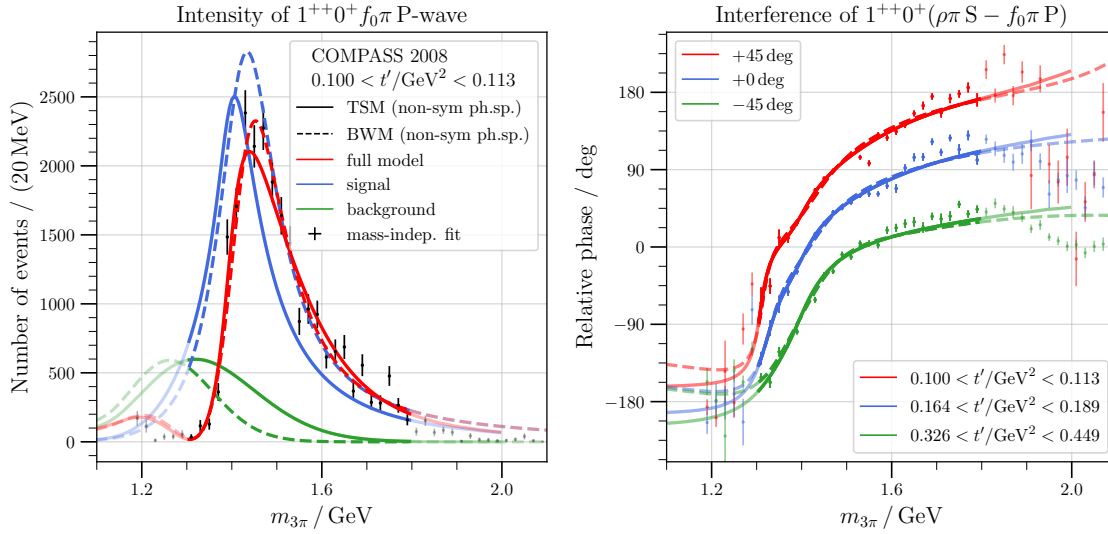 Intensity of 1⁺⁺0⁺ f₀π P-wave
COMPASS 2008
0.100 < t′/GeV² < 0.113
TSM (non-sym ph.sp.)
BWM (non-sym ph.sp.)
full model
signal
background
mass-indep. fit
Number of events / (20 MeV)
2500
2000
1500
1000
500
0
1.2
1.6
2.0
m₃π / GeV
Interference of 1⁺⁺0⁺(ρπ S − f₀π P)
+45 deg
+0 deg
−45 deg
Relative phase / deg
180
90
0
−90
−180
0.100 < t′/GeV² < 0.113
0.164 < t′/GeV² < 0.189
0.326 < t′/GeV² < 0.449
1.2
1.6
2.0
m₃π / GeV